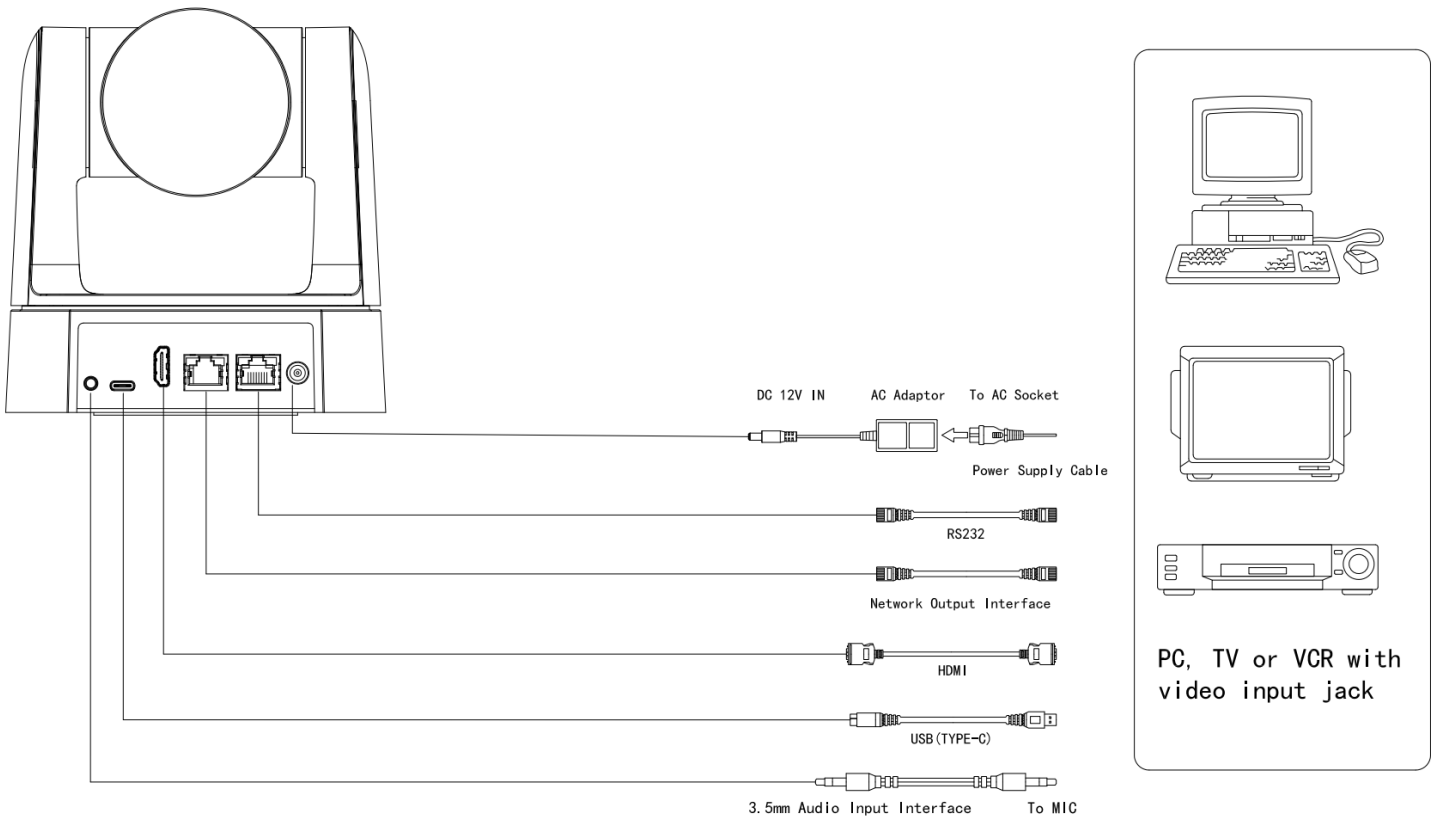 DC 12V IN
AC Adaptor
To AC Socket
Power Supply Cable
RS232
Network Output Interface
HDMI
USB(TYPE-C)
3.5mm Audio Input Interface
To MIC
PC, TV or VCR with
video input jack